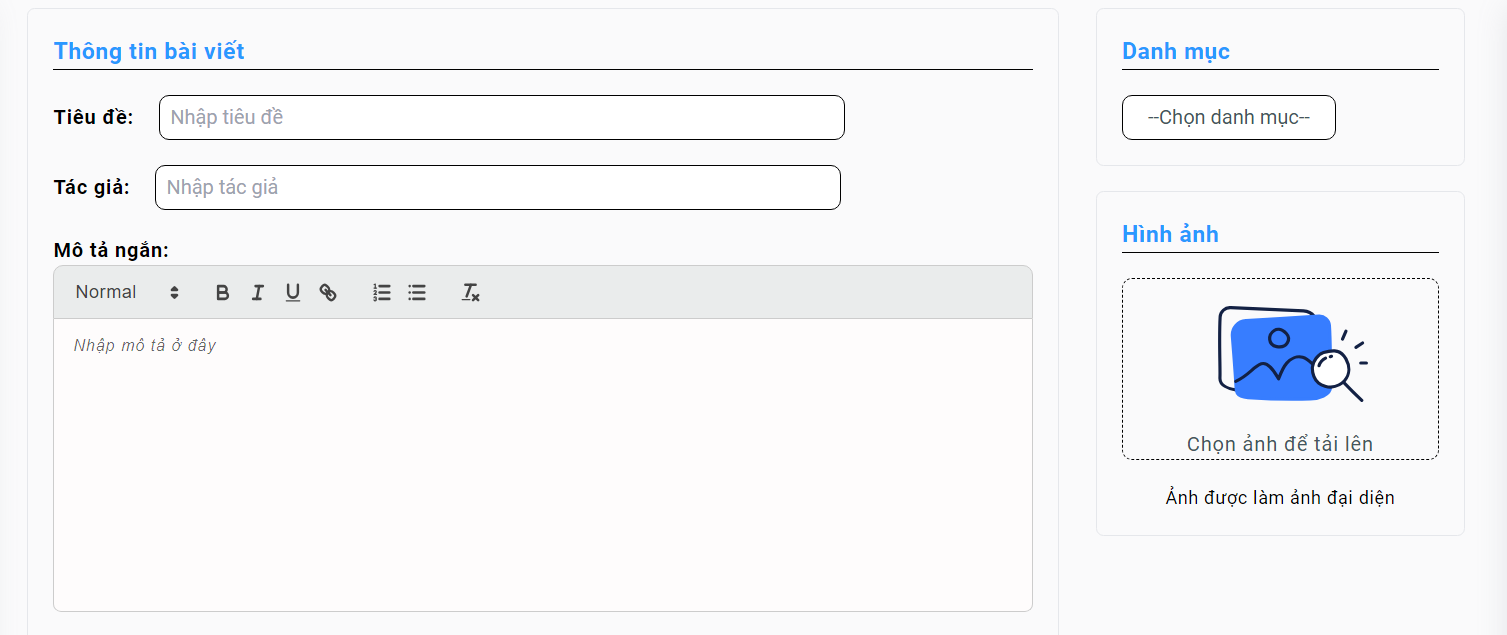 Thông tin bài viết
Tiêu đề:
Nhập tiêu đề
Tác giả:
Nhập tác giả
Mô tả ngắn:
Normal
Nhập mô tả ở đây
Danh mục
--Chọn danh mục--
Hình ảnh
Chọn ảnh để tải lên
Ảnh được làm ảnh đại diện